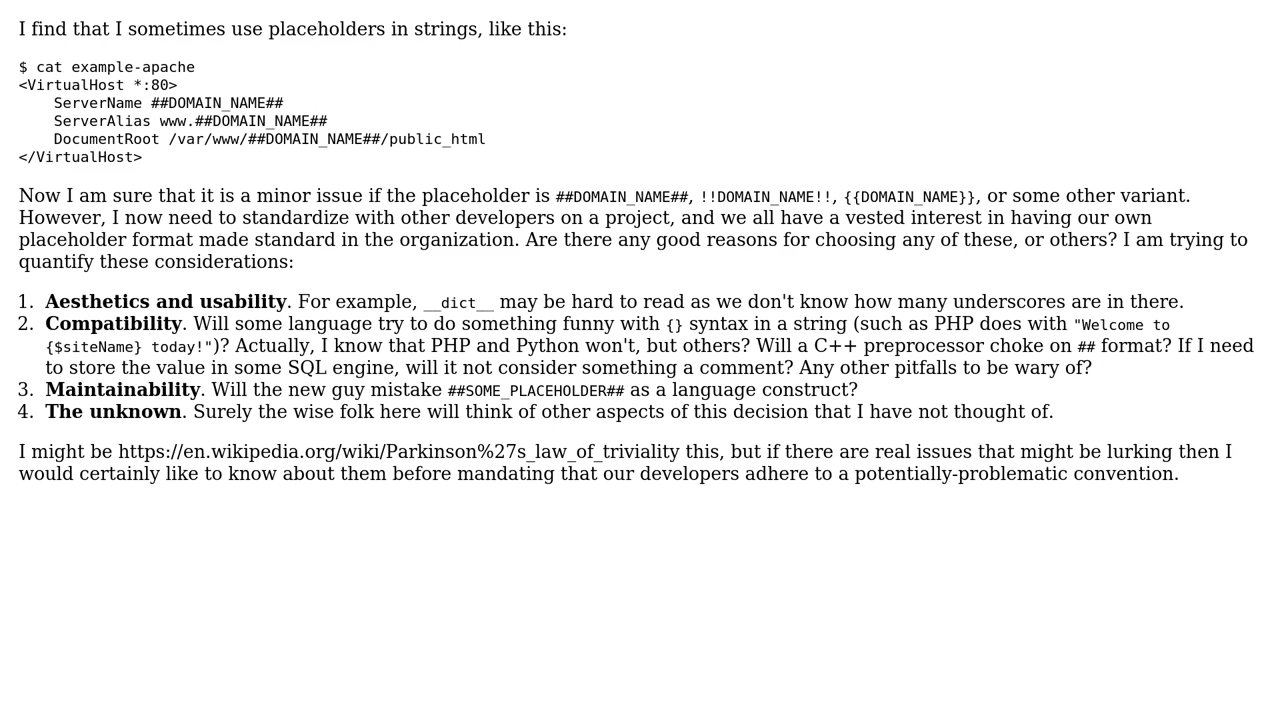 I find that I sometimes use placeholders in strings, like this:
$ cat example-apache
<VirtualHost *:80>
    ServerName ##DOMAIN_NAME##
    ServerAlias www.##DOMAIN_NAME##
    DocumentRoot /var/www/##DOMAIN_NAME##/public_html
</VirtualHost>
Now I am sure that it is a minor issue if the placeholder is ##DOMAIN_NAME##, !!DOMAIN_NAME!!, {{DOMAIN_NAME}}, or some other variant.
However, I now need to standardize with other developers on a project, and we all have a vested interest in having our own
placeholder format made standard in the organization. Are there any good reasons for choosing any of these, or others? I am trying to
quantify these considerations:
1. Aesthetics and usability. For example, __dict__ may be hard to read as we don't know how many underscores are in there.
2. Compatibility. Will some language try to do something funny with {} syntax in a string (such as PHP does with "Welcome to
{$siteName} today!")? Actually, I know that PHP and Python won't, but others? Will a C++ preprocessor choke on ## format? If I need
to store the value in some SQL engine, will it not consider something a comment? Any other pitfalls to be wary of?
3. Maintainability. Will the new guy mistake ##SOME_PLACEHOLDER## as a language construct?
4. The unknown. Surely the wise folk here will think of other aspects of this decision that I have not thought of.
I might be https://en.wikipedia.org/wiki/Parkinson%27s_law_of_triviality this, but if there are real issues that might be lurking then I
would certainly like to know about them before mandating that our developers adhere to a potentially-problematic convention.